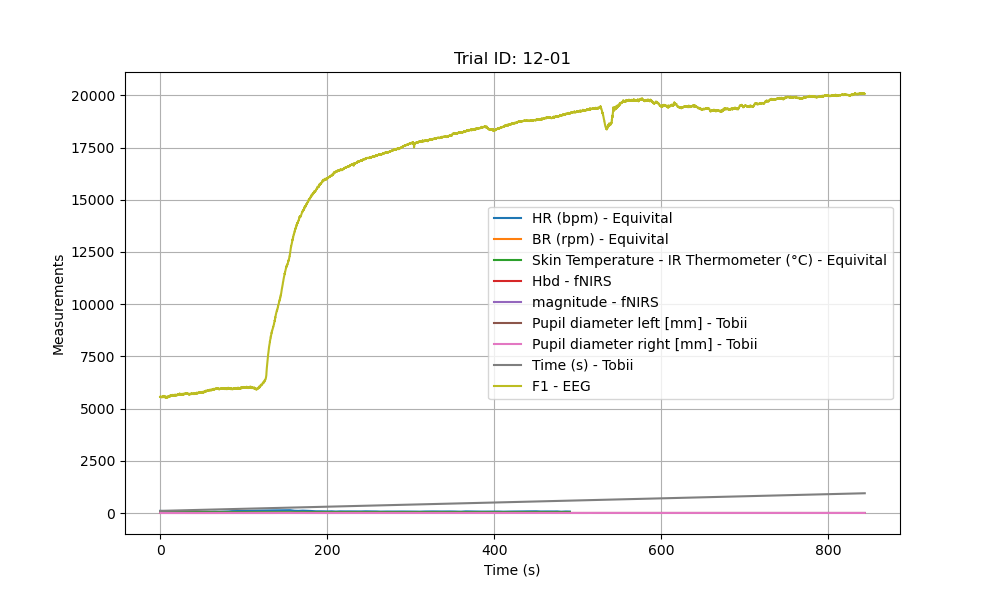 Trial ID: 12-01
20000
17500
15000
12500
10000
7500
5000
2500
0
Measurements
HR (bpm) - Equivital
BR (rpm) - Equivital
Skin Temperature - IR Thermometer (°C) - Equivital
Hbd - fNIRS
magnitude - fNIRS
Pupil diameter left [mm] - Tobii
Pupil diameter right [mm] - Tobii
Time (s) - Tobii
F1 - EEG
0 200 400 600 800
Time (s)